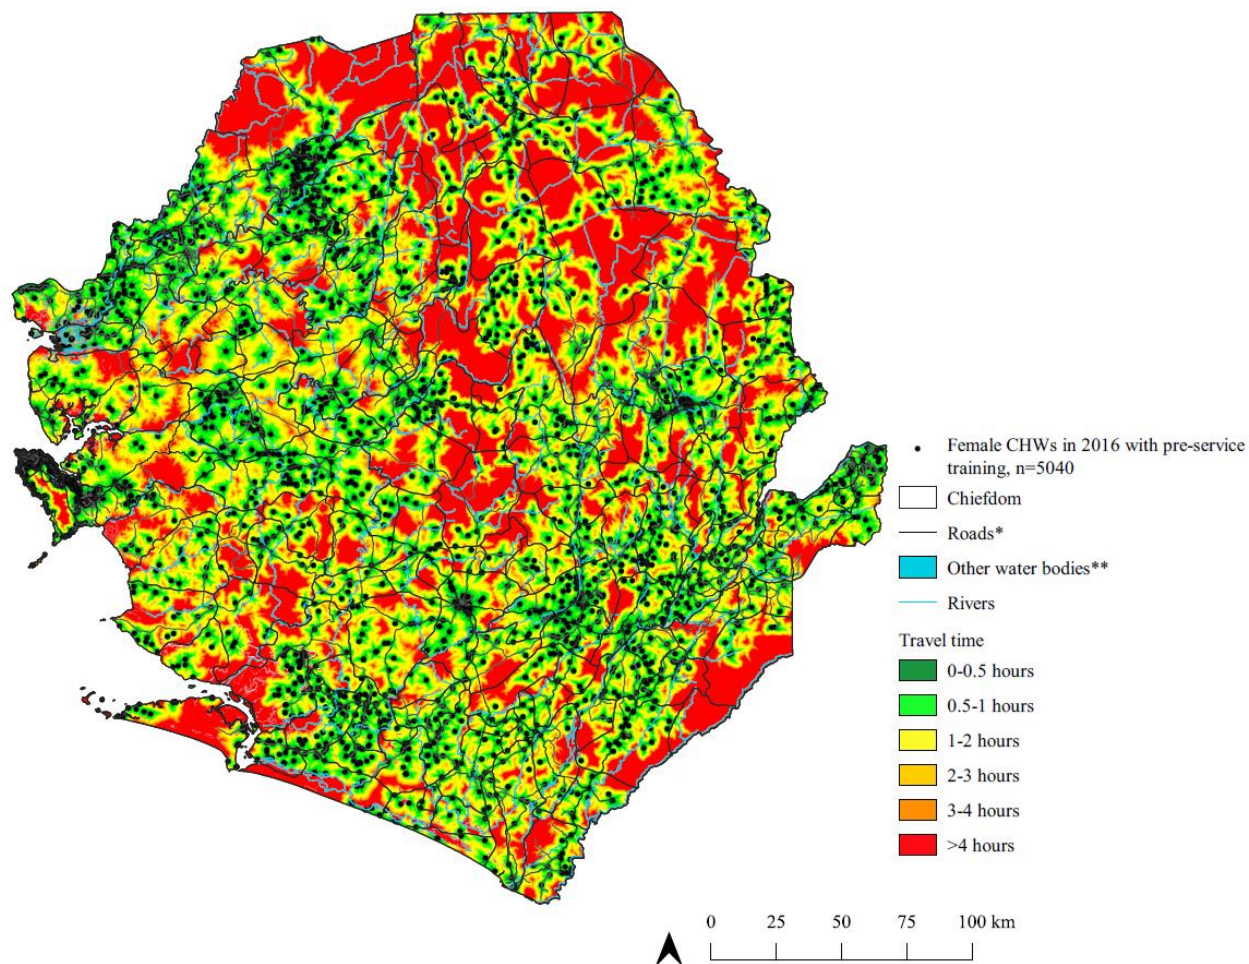 Female CHWs in 2016 with pre-service
training, n=5040
Chiefdom
Roads*
Other water bodies**
Rivers
Travel time
0-0.5 hours
0.5-1 hours
1-2 hours
2-3 hours
3-4 hours
>4 hours
0 25 50 75 100 km